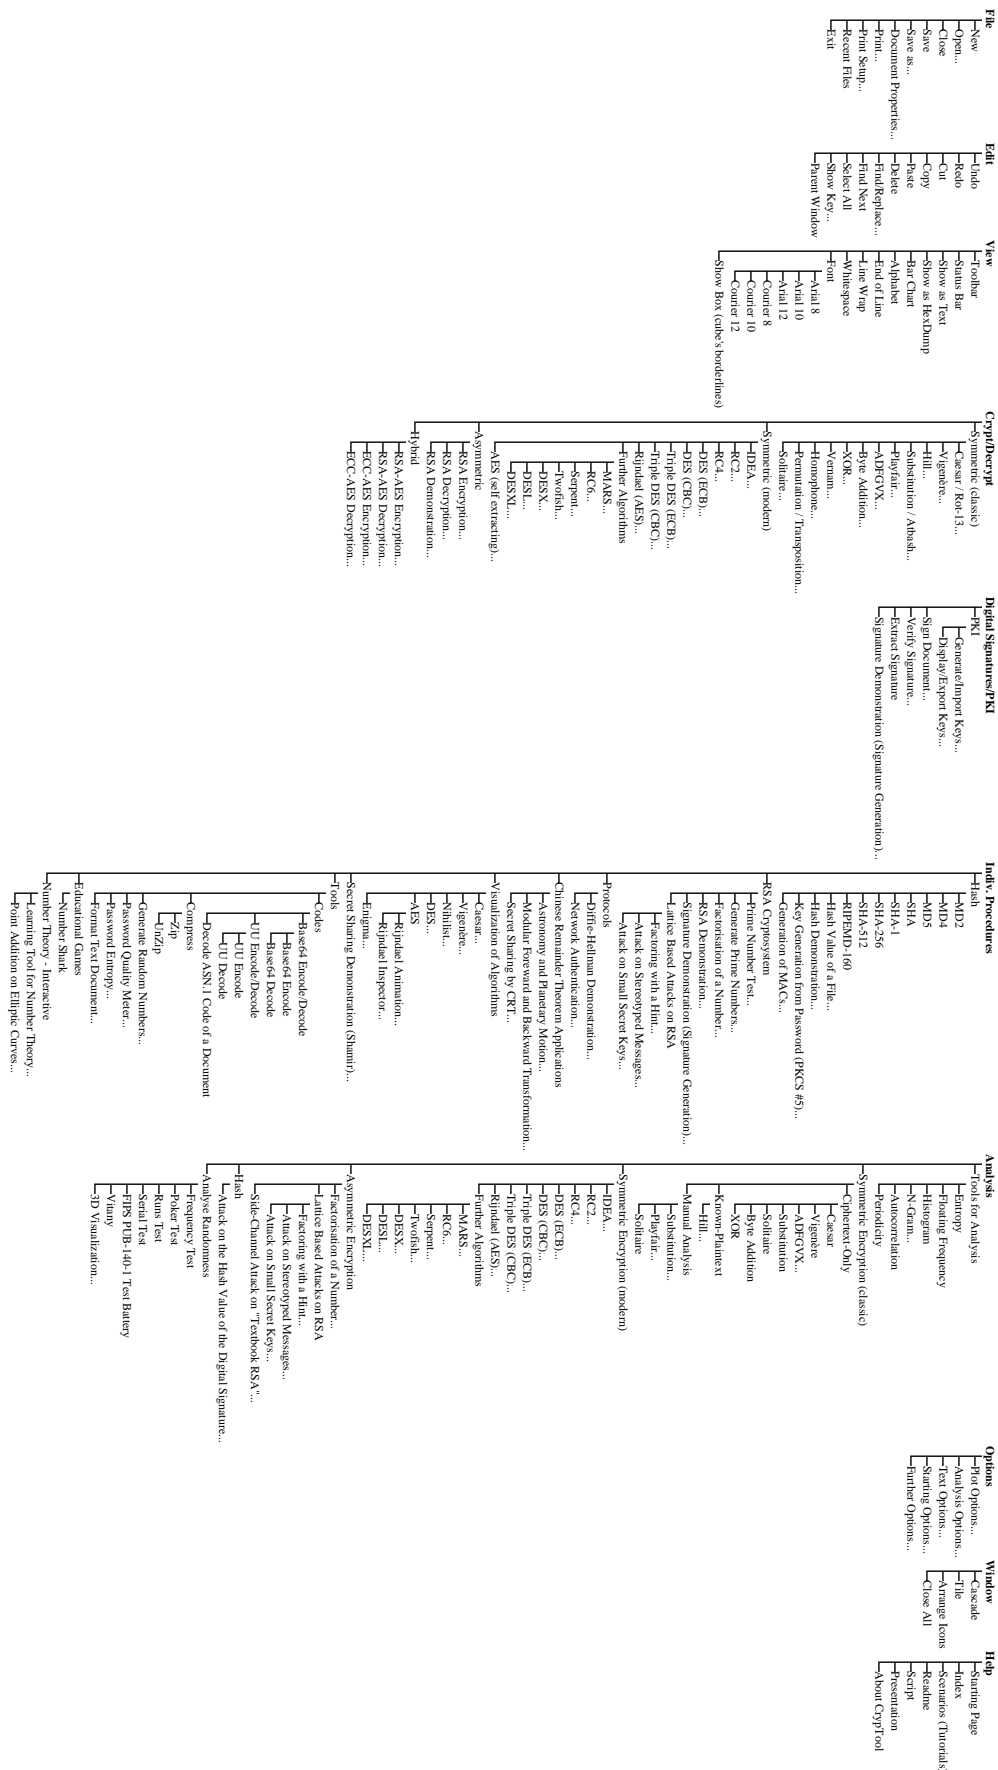 File
New
Open...
Close
Save
Save as...
Document Properties...
Print...
Print Setup...
Recent Files
Exit
Edit
Undo
Redo
Cut
Copy
Paste
Delete
Find/Replace...
Find Next
Select All
Show Key...
Parent Window
View
Toolbar
Status Bar
Show as Text
Show as HexDump
Bar Chart
Alphabet
End of Line
Line Wrap
Whitespace
Font
Arial 8
Arial 10
Arial 12
Courier 8
Courier 10
Courier 12
Show Box (cube's borderlines)
Crypt/Decrypt
Symmetric (classic)
Caesar / Rot-13...
Vigenère...
Hill...
Substitution / Atbash...
Playfair...
ADFGVX...
Byte Addition...
XOR...
Vernam...
Homophone...
Permutation / Transposition...
Solitaire...
Symmetric (modern)
IDEA...
RC2...
RC4...
DES (ECB)...
DES (CBC)...
Triple DES (ECB)...
Triple DES (CBC)...
Rijndael (AES)...
Further Algorithms
MARS...
RC6...
Serpent...
Twofish...
DESX...
DESL...
DESXL...
AES (self extracting)...
Asymmetric
RSA Encryption...
RSA Decryption...
RSA Demonstration...
Hybrid
RSA-AES Encryption...
RSA-AES Decryption...
ECC-AES Encryption...
ECC-AES Decryption...
Digital Signatures/PKI
PKI
Generate/Import Keys...
Display/Export Keys...
Sign Document...
Verify Signature...
Extract Signature
Signature Demonstration (Signature Generation)...
Indiv. Procedures
Hash
MD2
MD4
MD5
SHA
SHA-1
SHA-256
SHA-512
RIPEMD-160
Hash Value of a File...
Hash Demonstration...
Key Generation from Password (PKCS #5)...
Generation of MACs...
RSA Cryptosystem
Prime Number Test...
Generate Prime Numbers...
Factorisation of a Number...
RSA Demonstration...
Signature Demonstration (Signature Generation)...
Lattice Based Attacks on RSA
Factoring with a Hint...
Attack on Stereotyped Messages...
Attack on Small Secret Keys...
Protocols
Diffie-Hellman Demonstration...
Network Authentication...
Chinese Remainder Theorem Applications
Astronomy and Planetary Motion...
Modular Foreward and Backward Transformation...
Secret Sharing by CRT...
Visualization of Algorithms
Caesar...
Vigenère...
Nihilist...
DES...
AES
Rijndael Animation...
Rijndael Inspector...
Enigma...
Secret Sharing Demonstration (Shamir)...
Tools
Codes
Base64 Encode/Decode
Base64 Encode
Base64 Decode
UU Encode/Decode
UU Encode
UU Decode
Decode ASN.1 Code of a Document
Compress
Zip
UnZip
Generate Random Numbers...
Password Quality Meter...
Password Entropy...
Format Text Document...
Educational Games
Number Shark
Number Theory - Interactive
Learning Tool for Number Theory...
Point Addition on Elliptic Curves...
Analysis
Tools for Analysis
Entropy
Floating Frequency
Histogram
N-Gram...
Autocorrelation
Periodicity
Symmetric Encryption (classic)
Ciphertext-Only
Caesar
Vigenère
ADFGVX...
Substitution
Solitaire
Byte Addition
XOR
Known-Plaintext
Hill...
Manual Analysis
Substitution...
Playfair...
Solitaire
Symmetric Encryption (modern)
IDEA...
RC2...
RC4...
DES (ECB)...
DES (CBC)...
Triple DES (ECB)...
Triple DES (CBC)...
Rijndael (AES)...
Further Algorithms
MARS...
RC6...
Serpent...
Twofish...
DESX...
DESL...
DESXL...
Asymmetric Encryption
Factorisation of a Number...
Lattice Based Attacks on RSA
Factoring with a Hint...
Attack on Stereotyped Messages...
Attack on Small Secret Keys...
Side-Channel Attack on "Textbook RSA"...
Hash
Attack on the Hash Value of the Digital Signature...
Analyse Randomness
Frequency Test
Poker Test
Runs Test
Serial Test
FIPS PUB-140-1 Test Battery
Vitany
3D Visualization...
Options
Plot Options...
Analysis Options...
Text Options...
Starting Options...
Further Options...
Window
Cascade
Tile
Arrange Icons
Close All
Help
Starting Page
Index
Scenarios (Tutorials)
Readme
Script
Presentation
About CrypTool